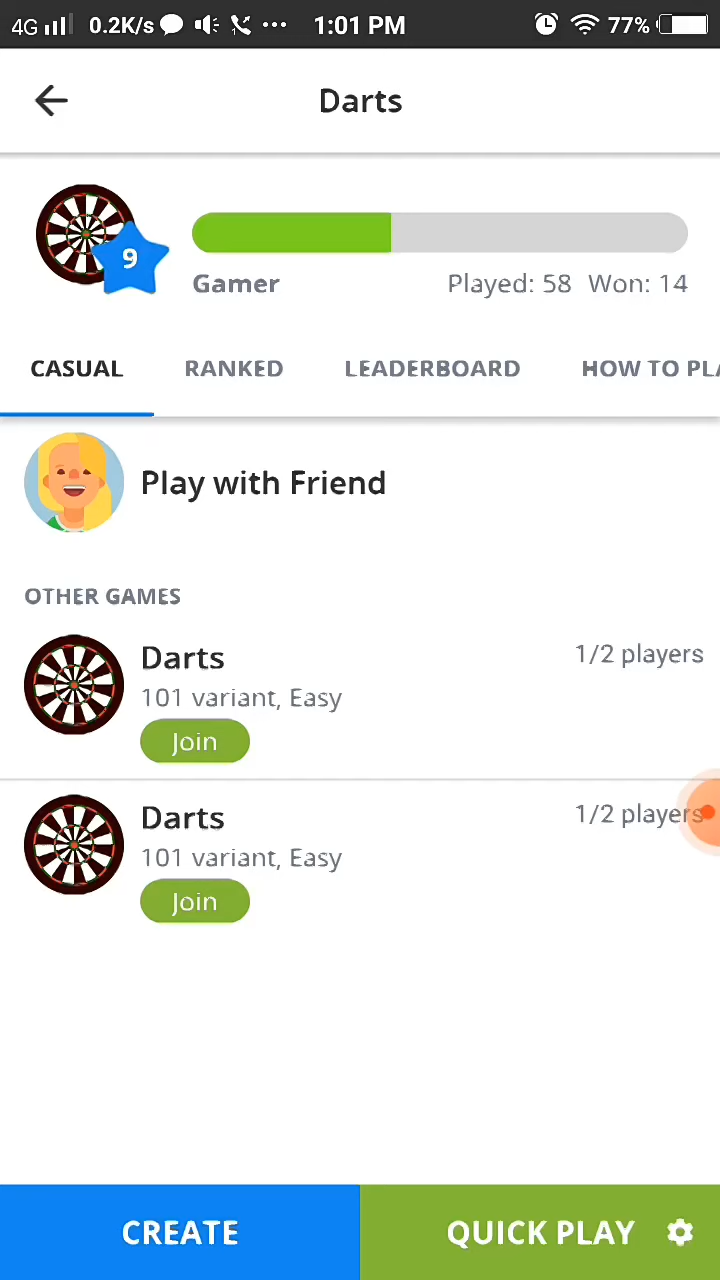 4G 0.2K/s 1:01 PM 77%
Darts
9
Gamer Played: 58 Won: 14
CASUAL RANKED LEADERBOARD HOW TO PLA
Play with Friend
OTHER GAMES
Darts 1/2 players
101 variant, Easy
Join
Darts 1/2 players
101 variant, Easy
Join
CREATE QUICK PLAY